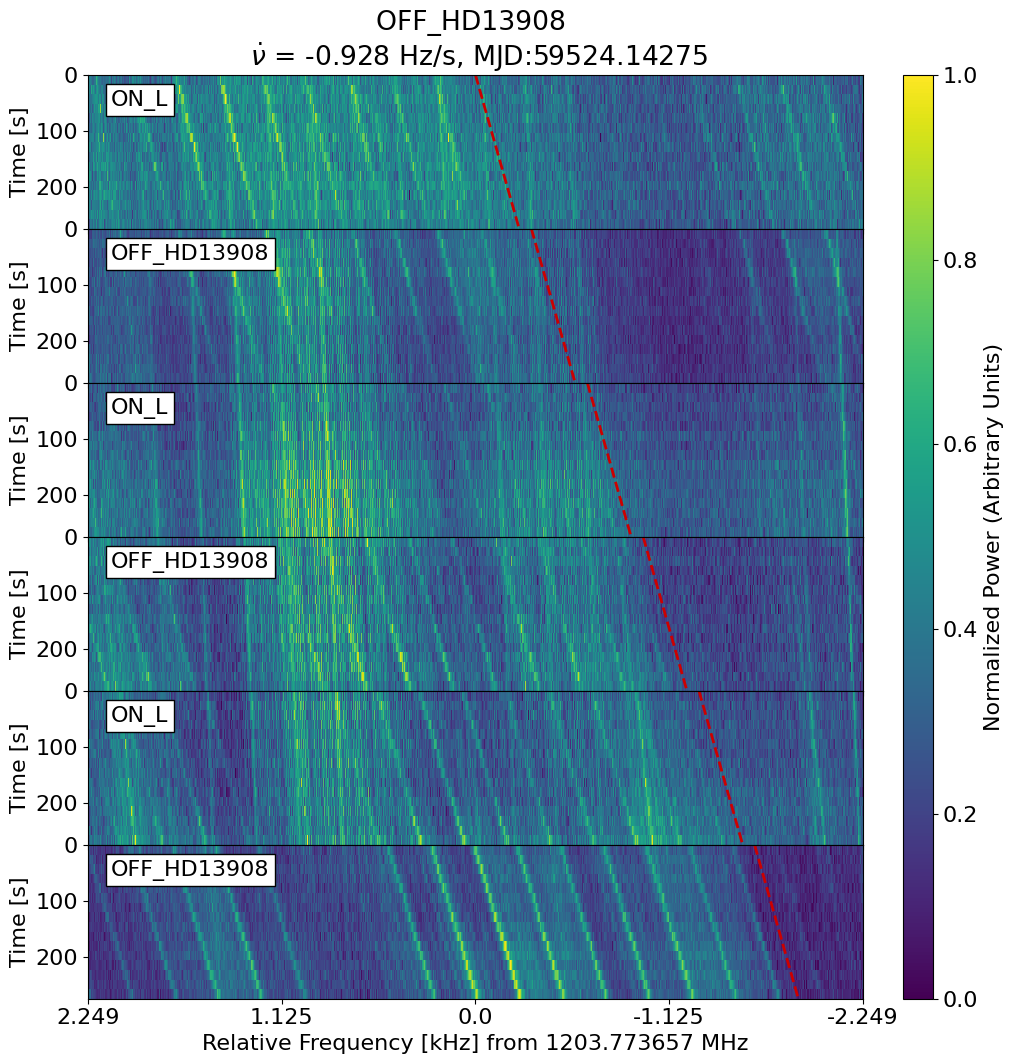 OFF_HD13908
ν̇ = -0.928 Hz/s, MJD:59524.14275
ON_L
OFF_HD13908
ON_L
OFF_HD13908
ON_L
OFF_HD13908
0
100
200
0
100
200
0
100
200
0
100
200
0
100
200
0
100
200
Time [s]
Time [s]
Time [s]
Time [s]
Time [s]
Time [s]
2.249 1.125 0.0 -1.125 -2.249
Relative Frequency [kHz] from 1203.773657 MHz
1.0
0.8
0.6
0.4
0.2
0.0
Normalized Power (Arbitrary Units)